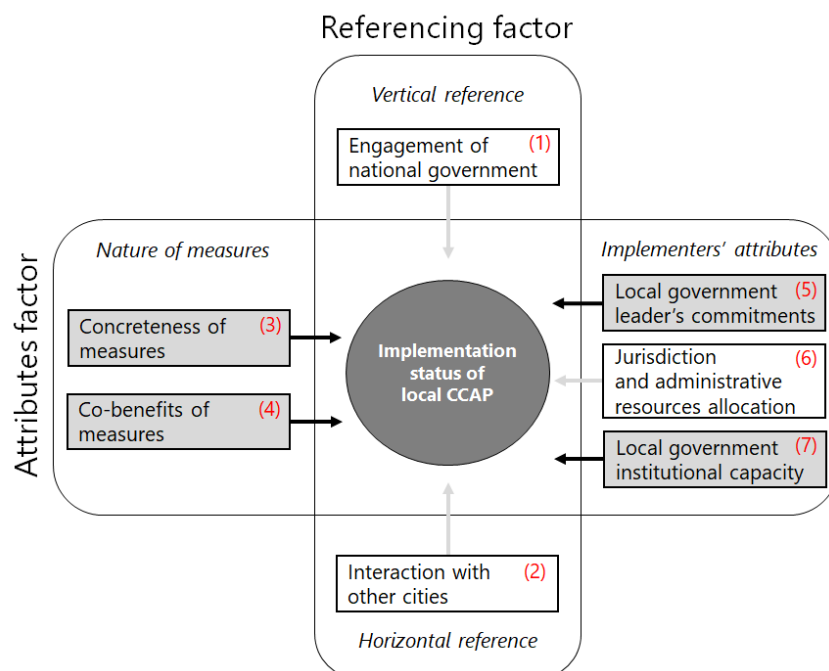 Referencing factor
Vertical reference
Engagement of (1)
national government
Attributes factor
Nature of measures
Implementers' attributes
Concreteness of (3)
measures
Co-benefits of (4)
measures
Implementation
status of
local CCAP
Local government (5)
leader's commitments
Jurisdiction (6)
and administrative
resources allocation
Local government (7)
institutional capacity
Interaction with (2)
other cities
Horizontal reference